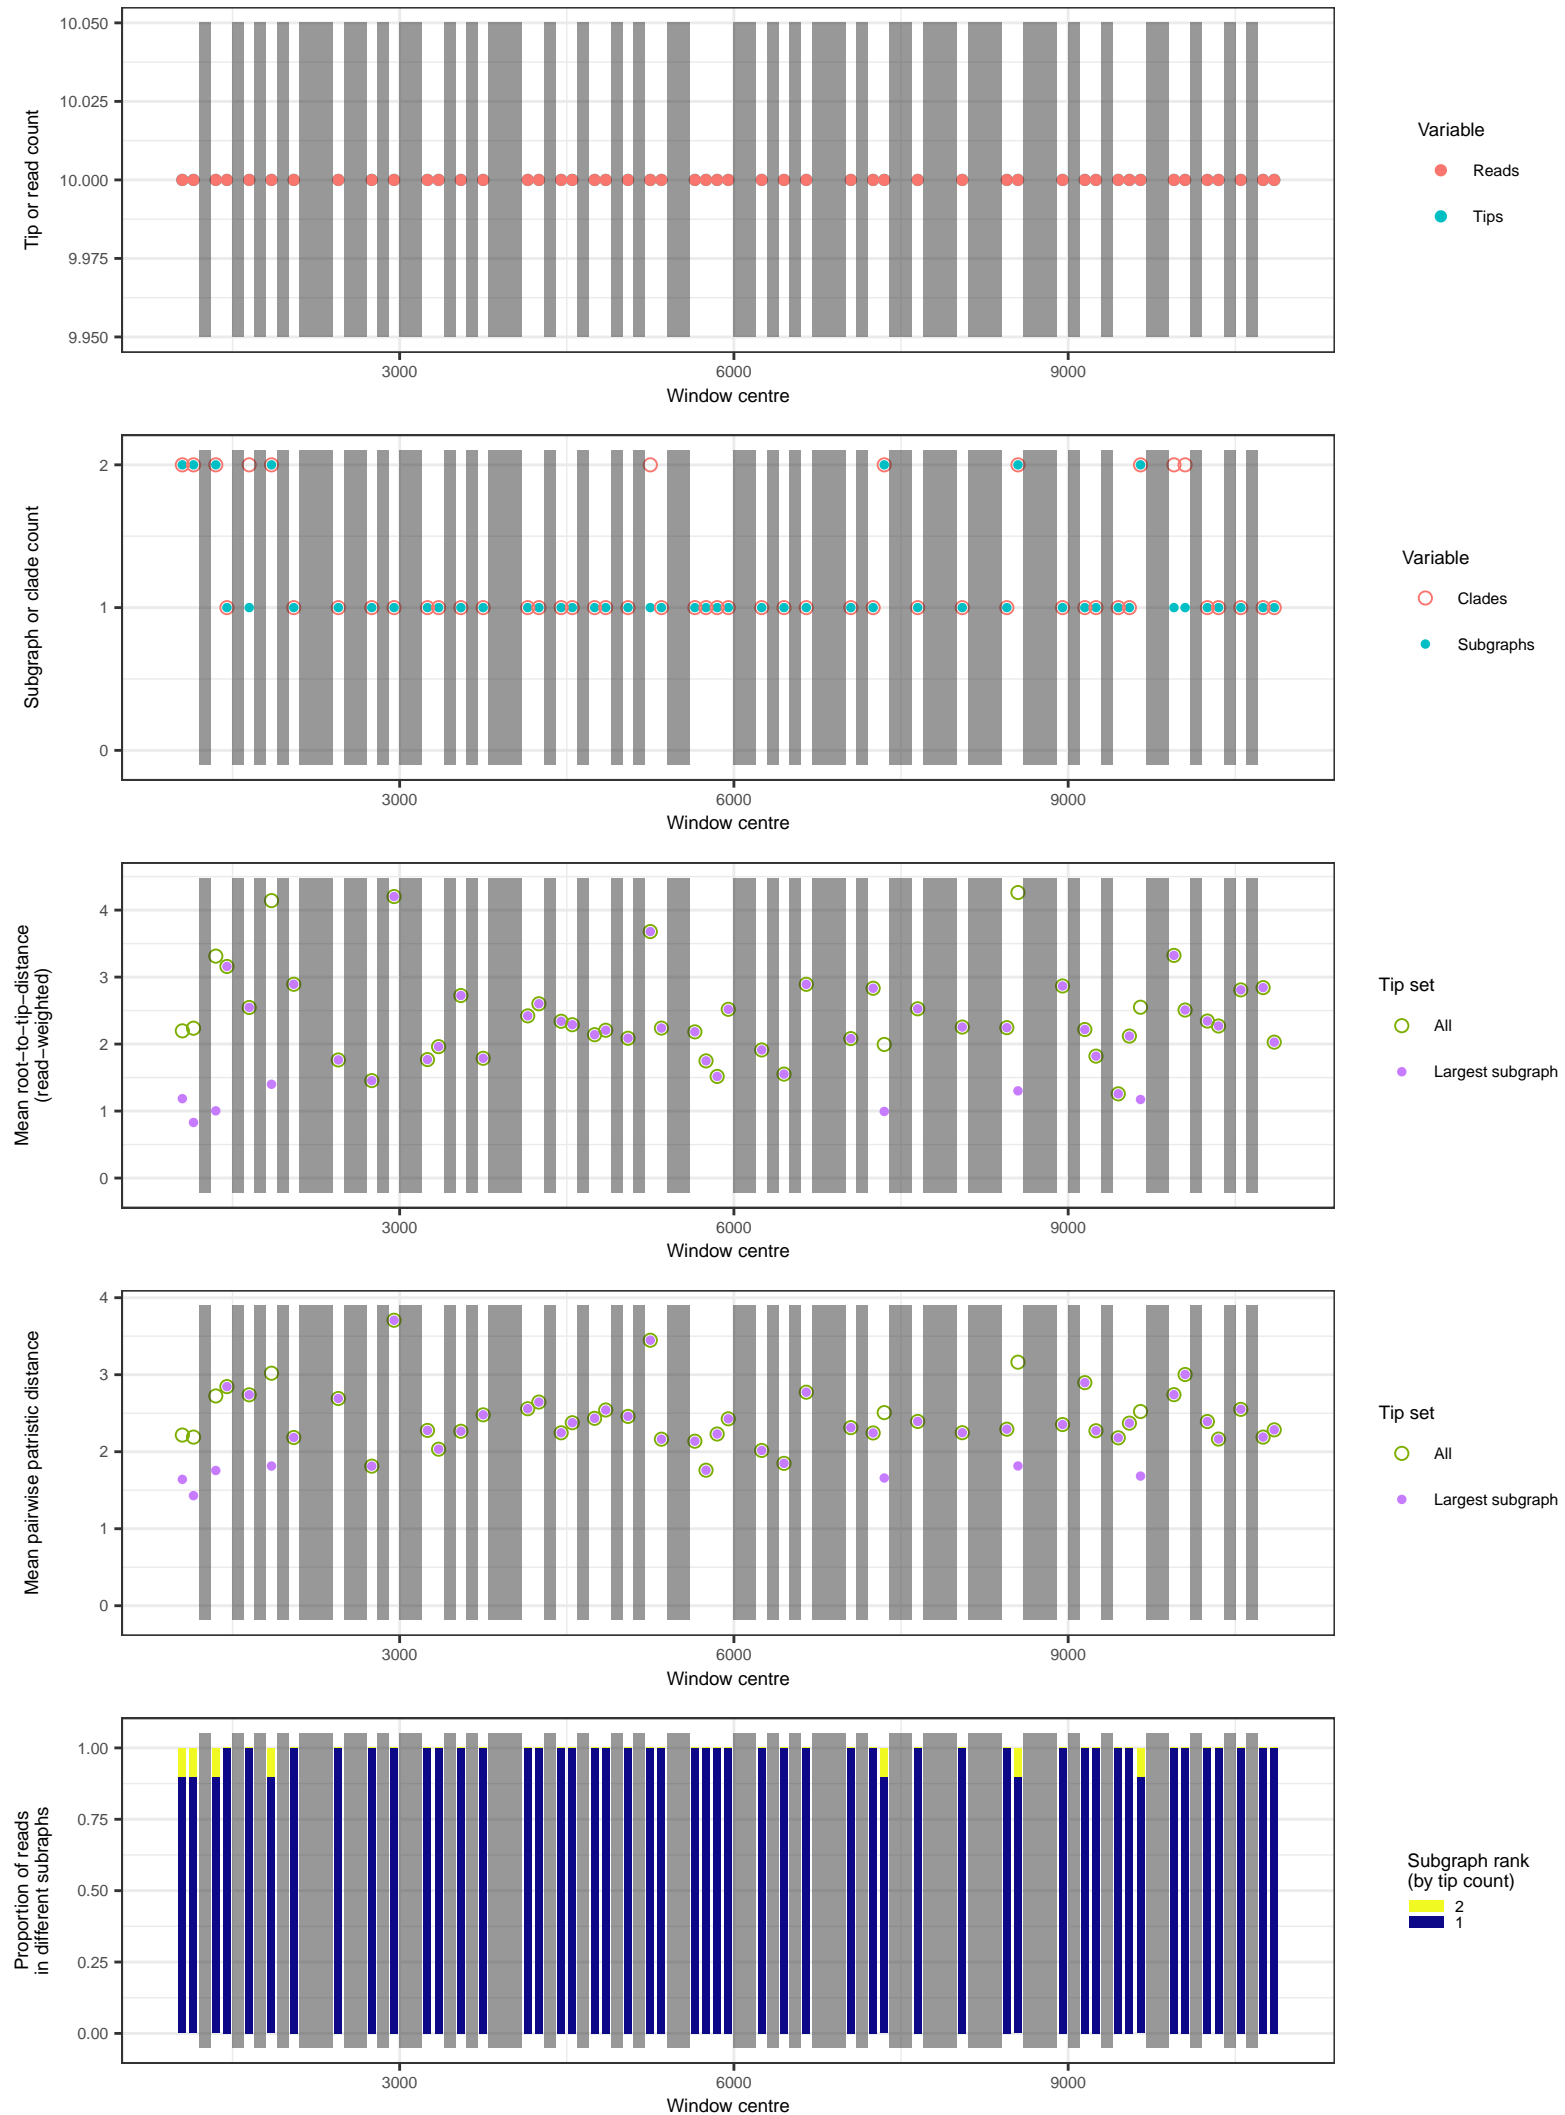 10.050
10.025
10.000
9.975
9.950
Tip or read count
3000
6000
9000
Window centre
Variable
Reads
Tips
2
1
0
Subgraph or clade count
3000
6000
9000
Window centre
Variable
Clades
Subgraphs
4
3
2
1
0
Mean root−to−tip−distance
(read−weighted)
3000
6000
9000
Window centre
Tip set
All
Largest subgraph
4
3
2
1
0
Mean pairwise patristic distance
3000
6000
9000
Window centre
Tip set
All
Largest subgraph
1.00
0.75
0.50
0.25
0.00
Proportion of reads
in different subraphs
3000
6000
9000
Window centre
Subgraph rank
(by tip count)
2
1